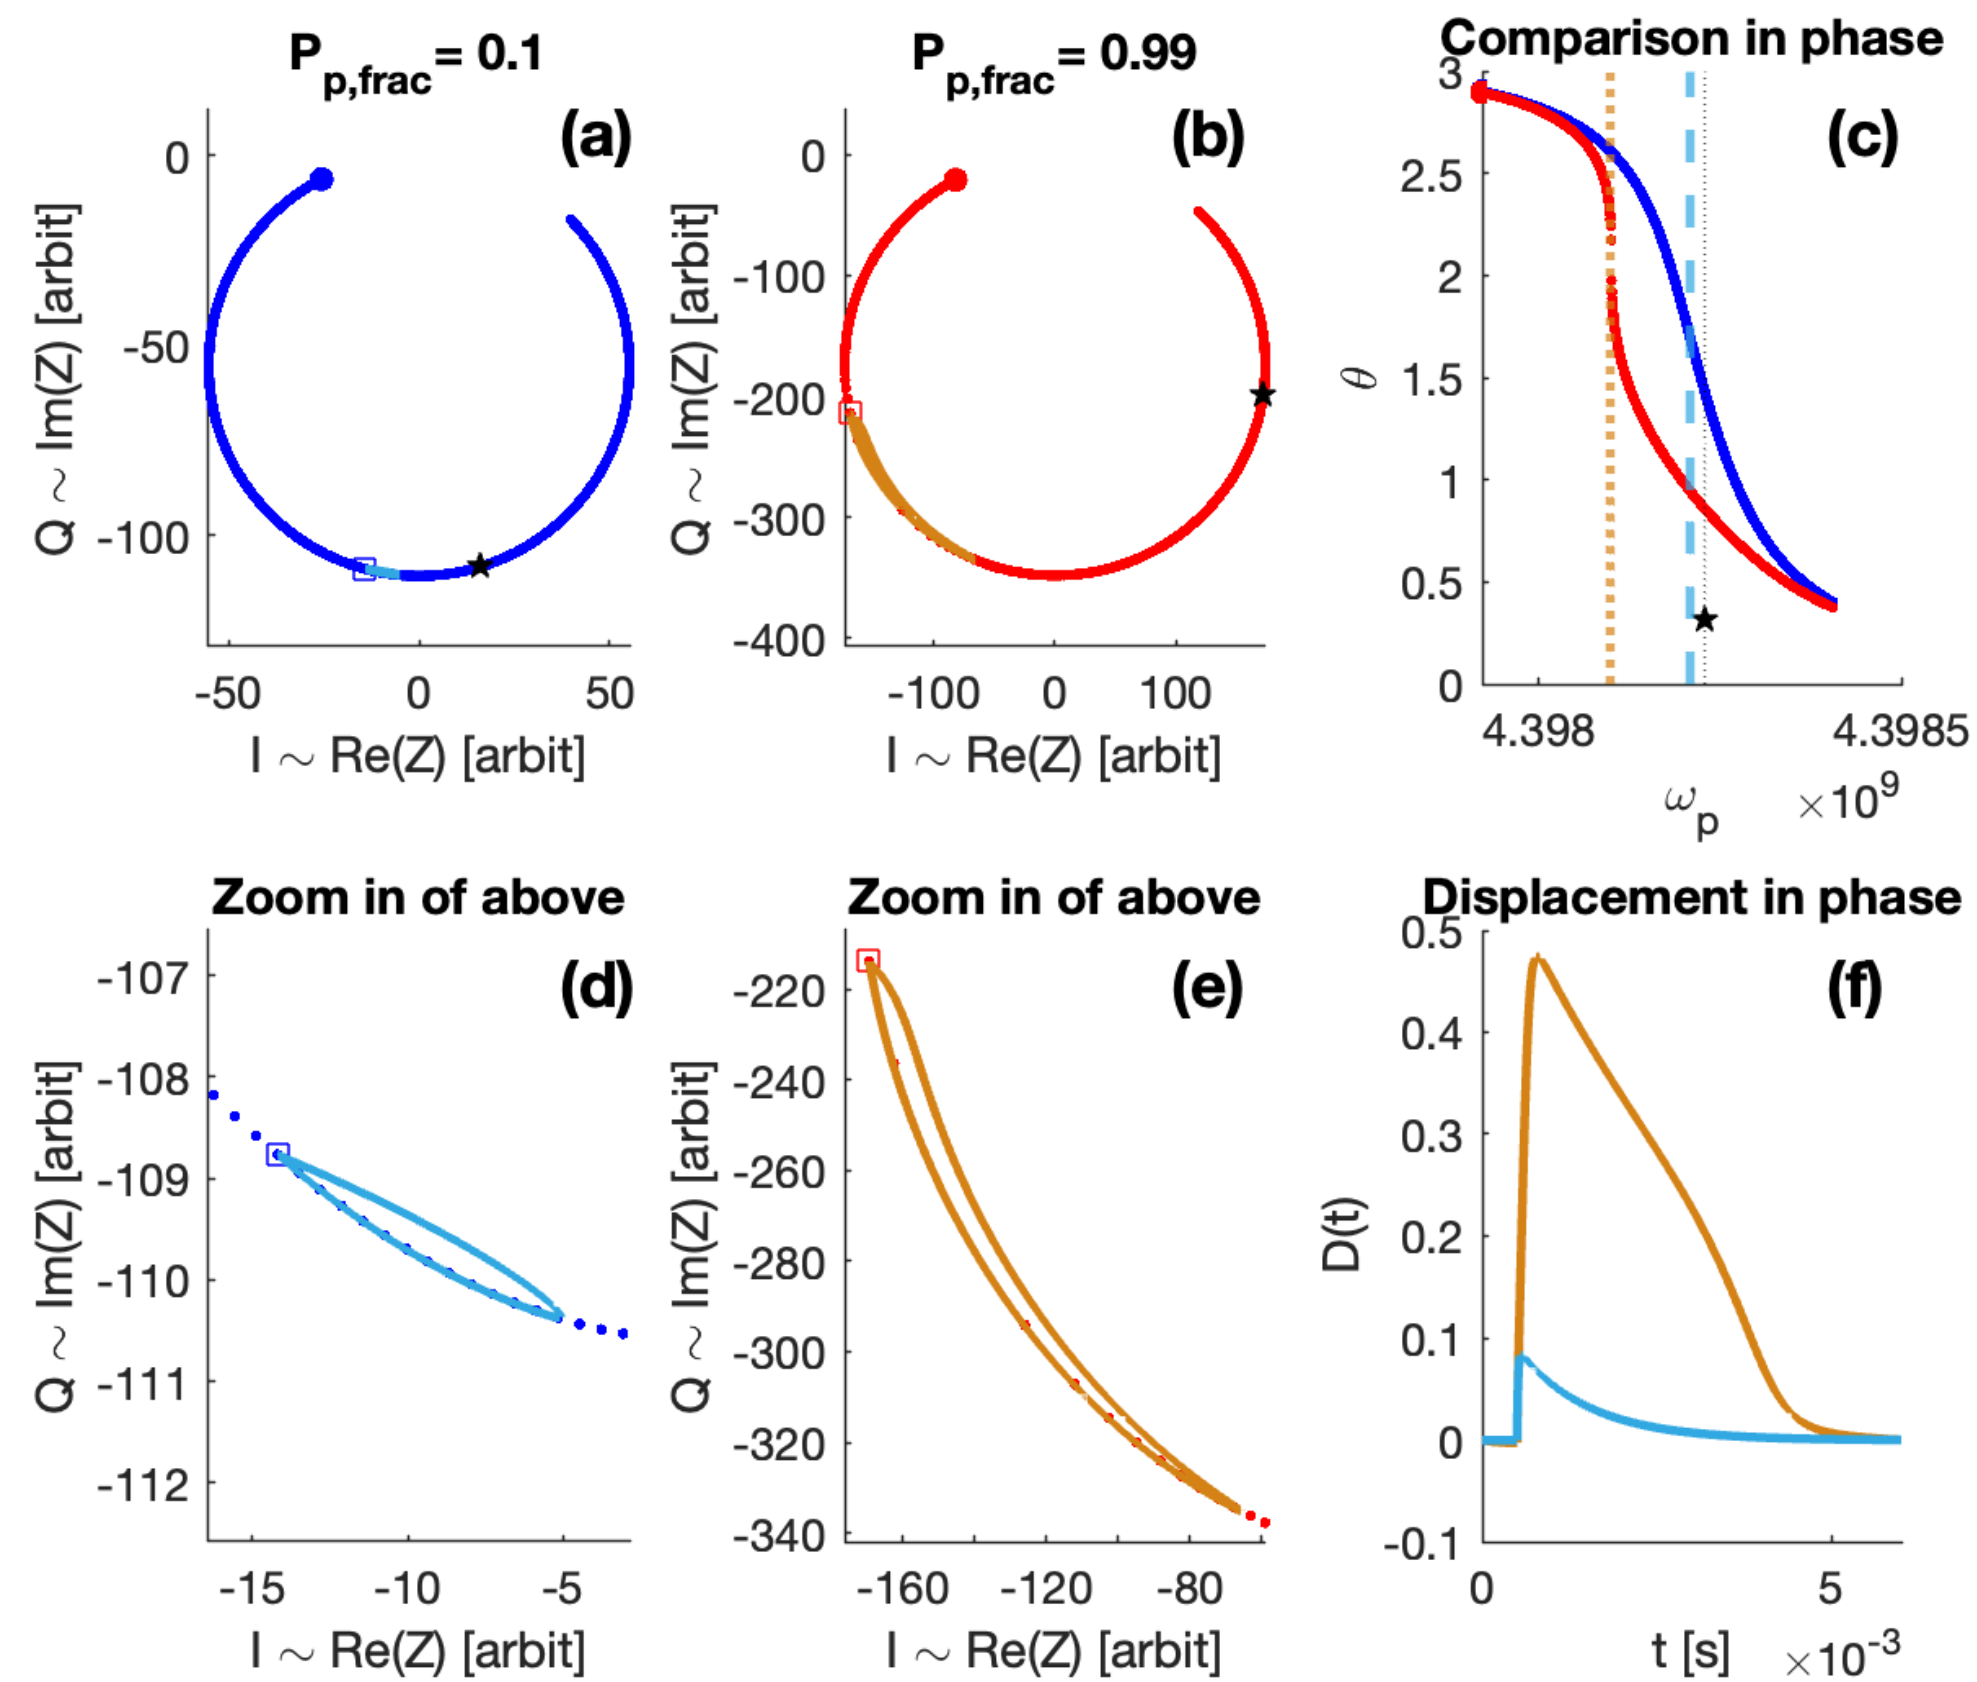 P_p,frac = 0.1
(a)
0
-50
-100
-50 0 50
Q ∼ Im(Z) [arbit]
I ∼ Re(Z) [arbit]
P_p,frac = 0.99
(b)
0
-100
-200
-300
-400
-100 0 100
Q ∼ Im(Z) [arbit]
I ∼ Re(Z) [arbit]
Comparison in phase
(c)
3
2.5
2
1.5
1
0.5
0
4.398 4.3985
θ
ω_p ×10^9
Zoom in of above
(d)
-107
-108
-109
-110
-111
-112
-15 -10 -5
Q ∼ Im(Z) [arbit]
I ∼ Re(Z) [arbit]
Zoom in of above
(e)
-220
-240
-260
-280
-300
-320
-340
-160 -120 -80
Q ∼ Im(Z) [arbit]
I ∼ Re(Z) [arbit]
Displacement in phase
(f)
0.5
0.4
0.3
0.2
0.1
0
-0.1
0 5
D(t)
t [s] ×10^-3